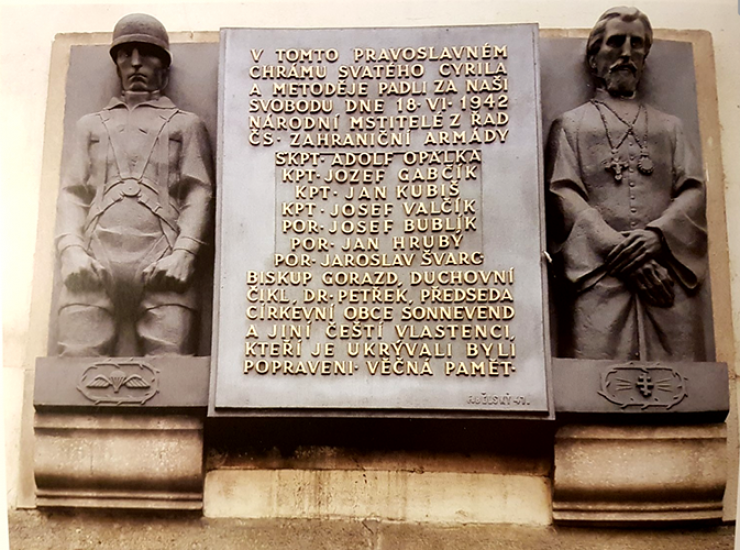 V TOMTO PRAVOSLAVNÉM
CHRÁMU SVATÉHO CYRILA
A METODĚJE PADLI ZA NAŠI
SVOBODU DNE 18·VI·1942
NÁRODNÍ MSTITELÉ Z ŘAD
ČS· ZAHRANIČNÍ ARMÁDY
SKPT· ADOLF OPÁLKA
KPT· JOZEF GABČÍK
KPT· JAN KUBIŠ
KPT· JOSEF VALČÍK
POR· JOSEF BUBLÍK
POR· JAN HRUBÝ
POR· JAROSLAV ŠVARC
BISKUP GORAZD, DUCHOVNÍ
ČIKL, DR· PETŘEK, PŘEDSEDA
CÍRKEVNÍ OBCE SONNEVEND
A JINÍ ČEŠTÍ VLASTENCI,
KTEŘÍ JE UKRÝVALI BYLI
POPRAVENI· VĚČNÁ PAMĚŤ·